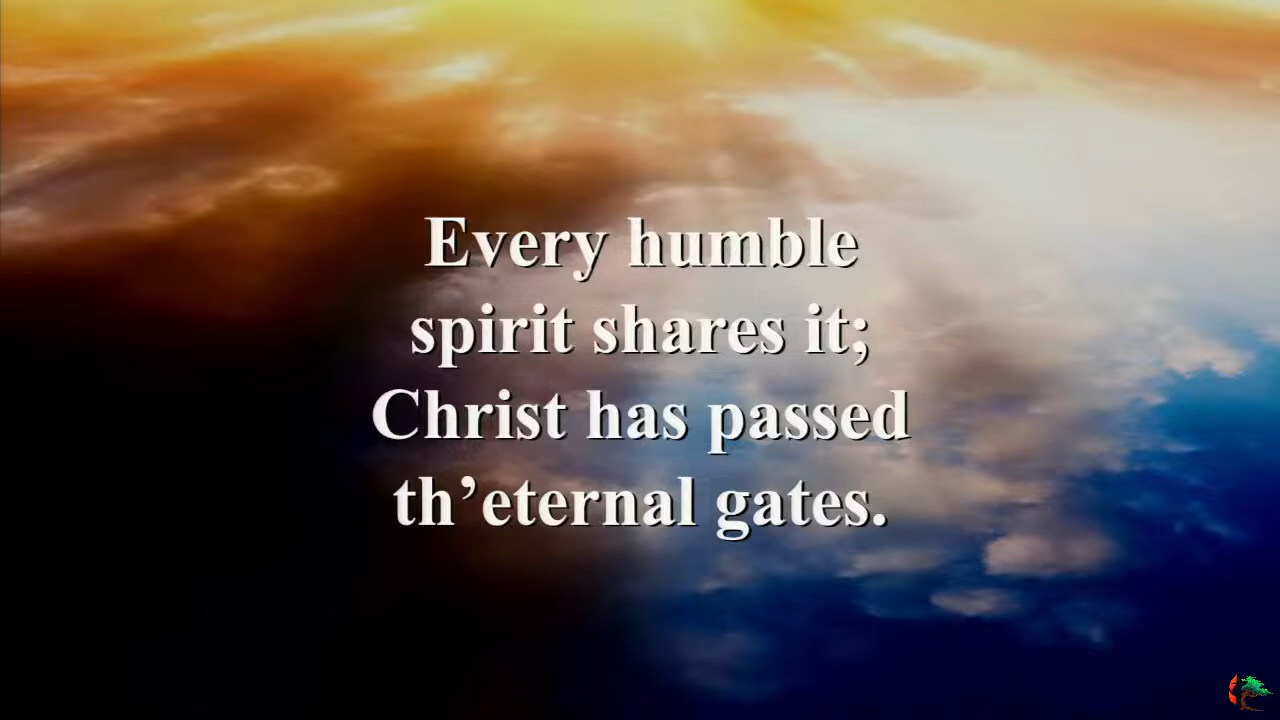 Every humble
spirit shares it;
Christ has passed
th’eternal gates.